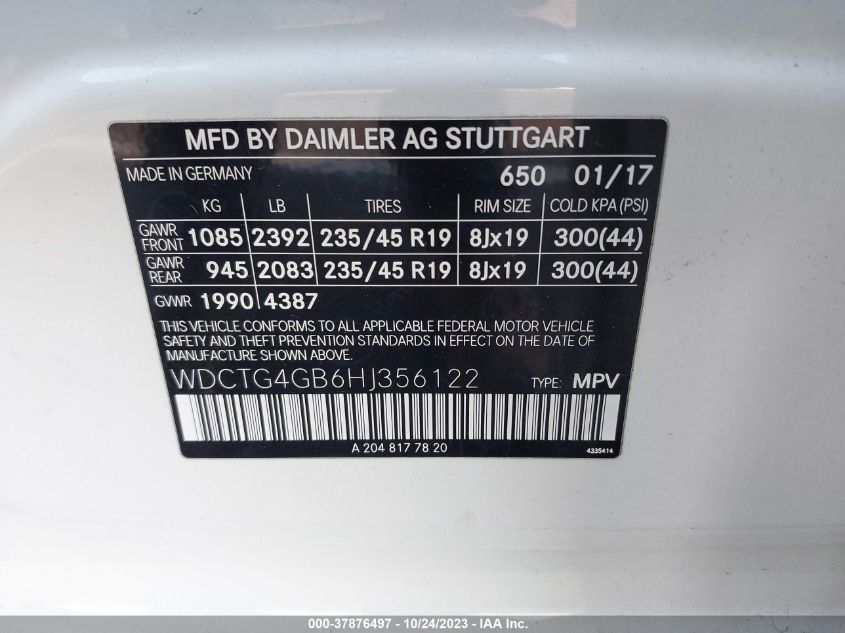 MFD BY DAIMLER AG STUTTGART
MADE IN GERMANY 650 01/17
KG LB TIRES RIM SIZE COLD KPA (PSI)
GAWR FRONT 1085 2392 235/45 R19 8Jx19 300(44)
GAWR REAR 945 2083 235/45 R19 8Jx19 300(44)
GVWR 1990 4387
THIS VEHICLE CONFORMS TO ALL APPLICABLE FEDERAL MOTOR VEHICLE
SAFETY AND THEFT PREVENTION STANDARDS IN EFFECT ON THE DATE OF
MANUFACTURE SHOWN ABOVE.
WDCTG4GB6HJ356122 TYPE: MPV
A 204 817 78 20 4335414
000-37876497 - 10/24/2023 - IAA Inc.